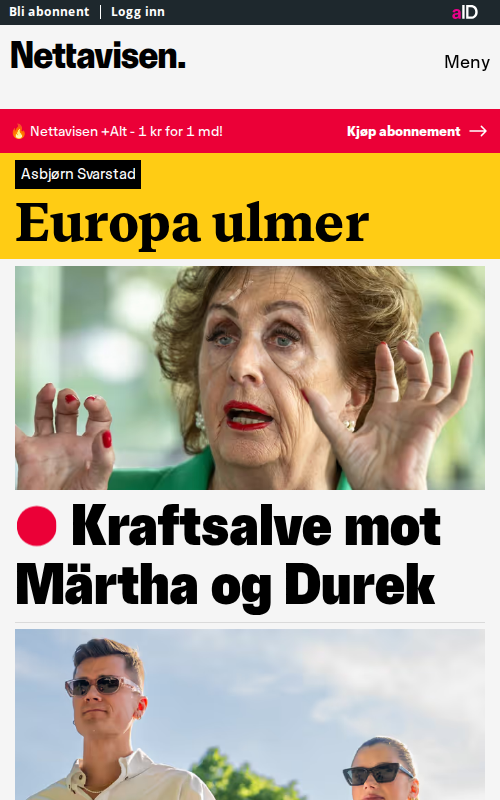 Bli abonnent | Logg inn
aID
Nettavisen.
Meny
🔥 Nettavisen +Alt - 1 kr for 1 md!
Kjøp abonnement →
Asbjørn Svarstad
Europa ulmer
Kraftsalve mot
Märtha og Durek